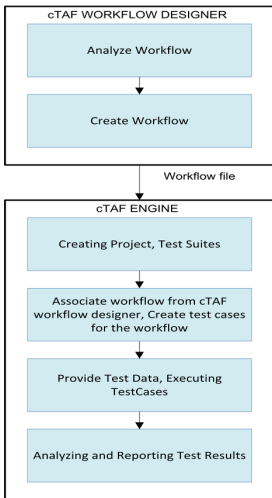 cTAF WORKFLOW DESIGNER
Analyze Workflow
Create Workflow
Workflow file
cTAF ENGINE
Creating Project, Test Suites
Associate workflow from cTAF
workflow designer, Create test cases
for the workflow
Provide Test Data, Executing
TestCases
Analyzing and Reporting Test Results